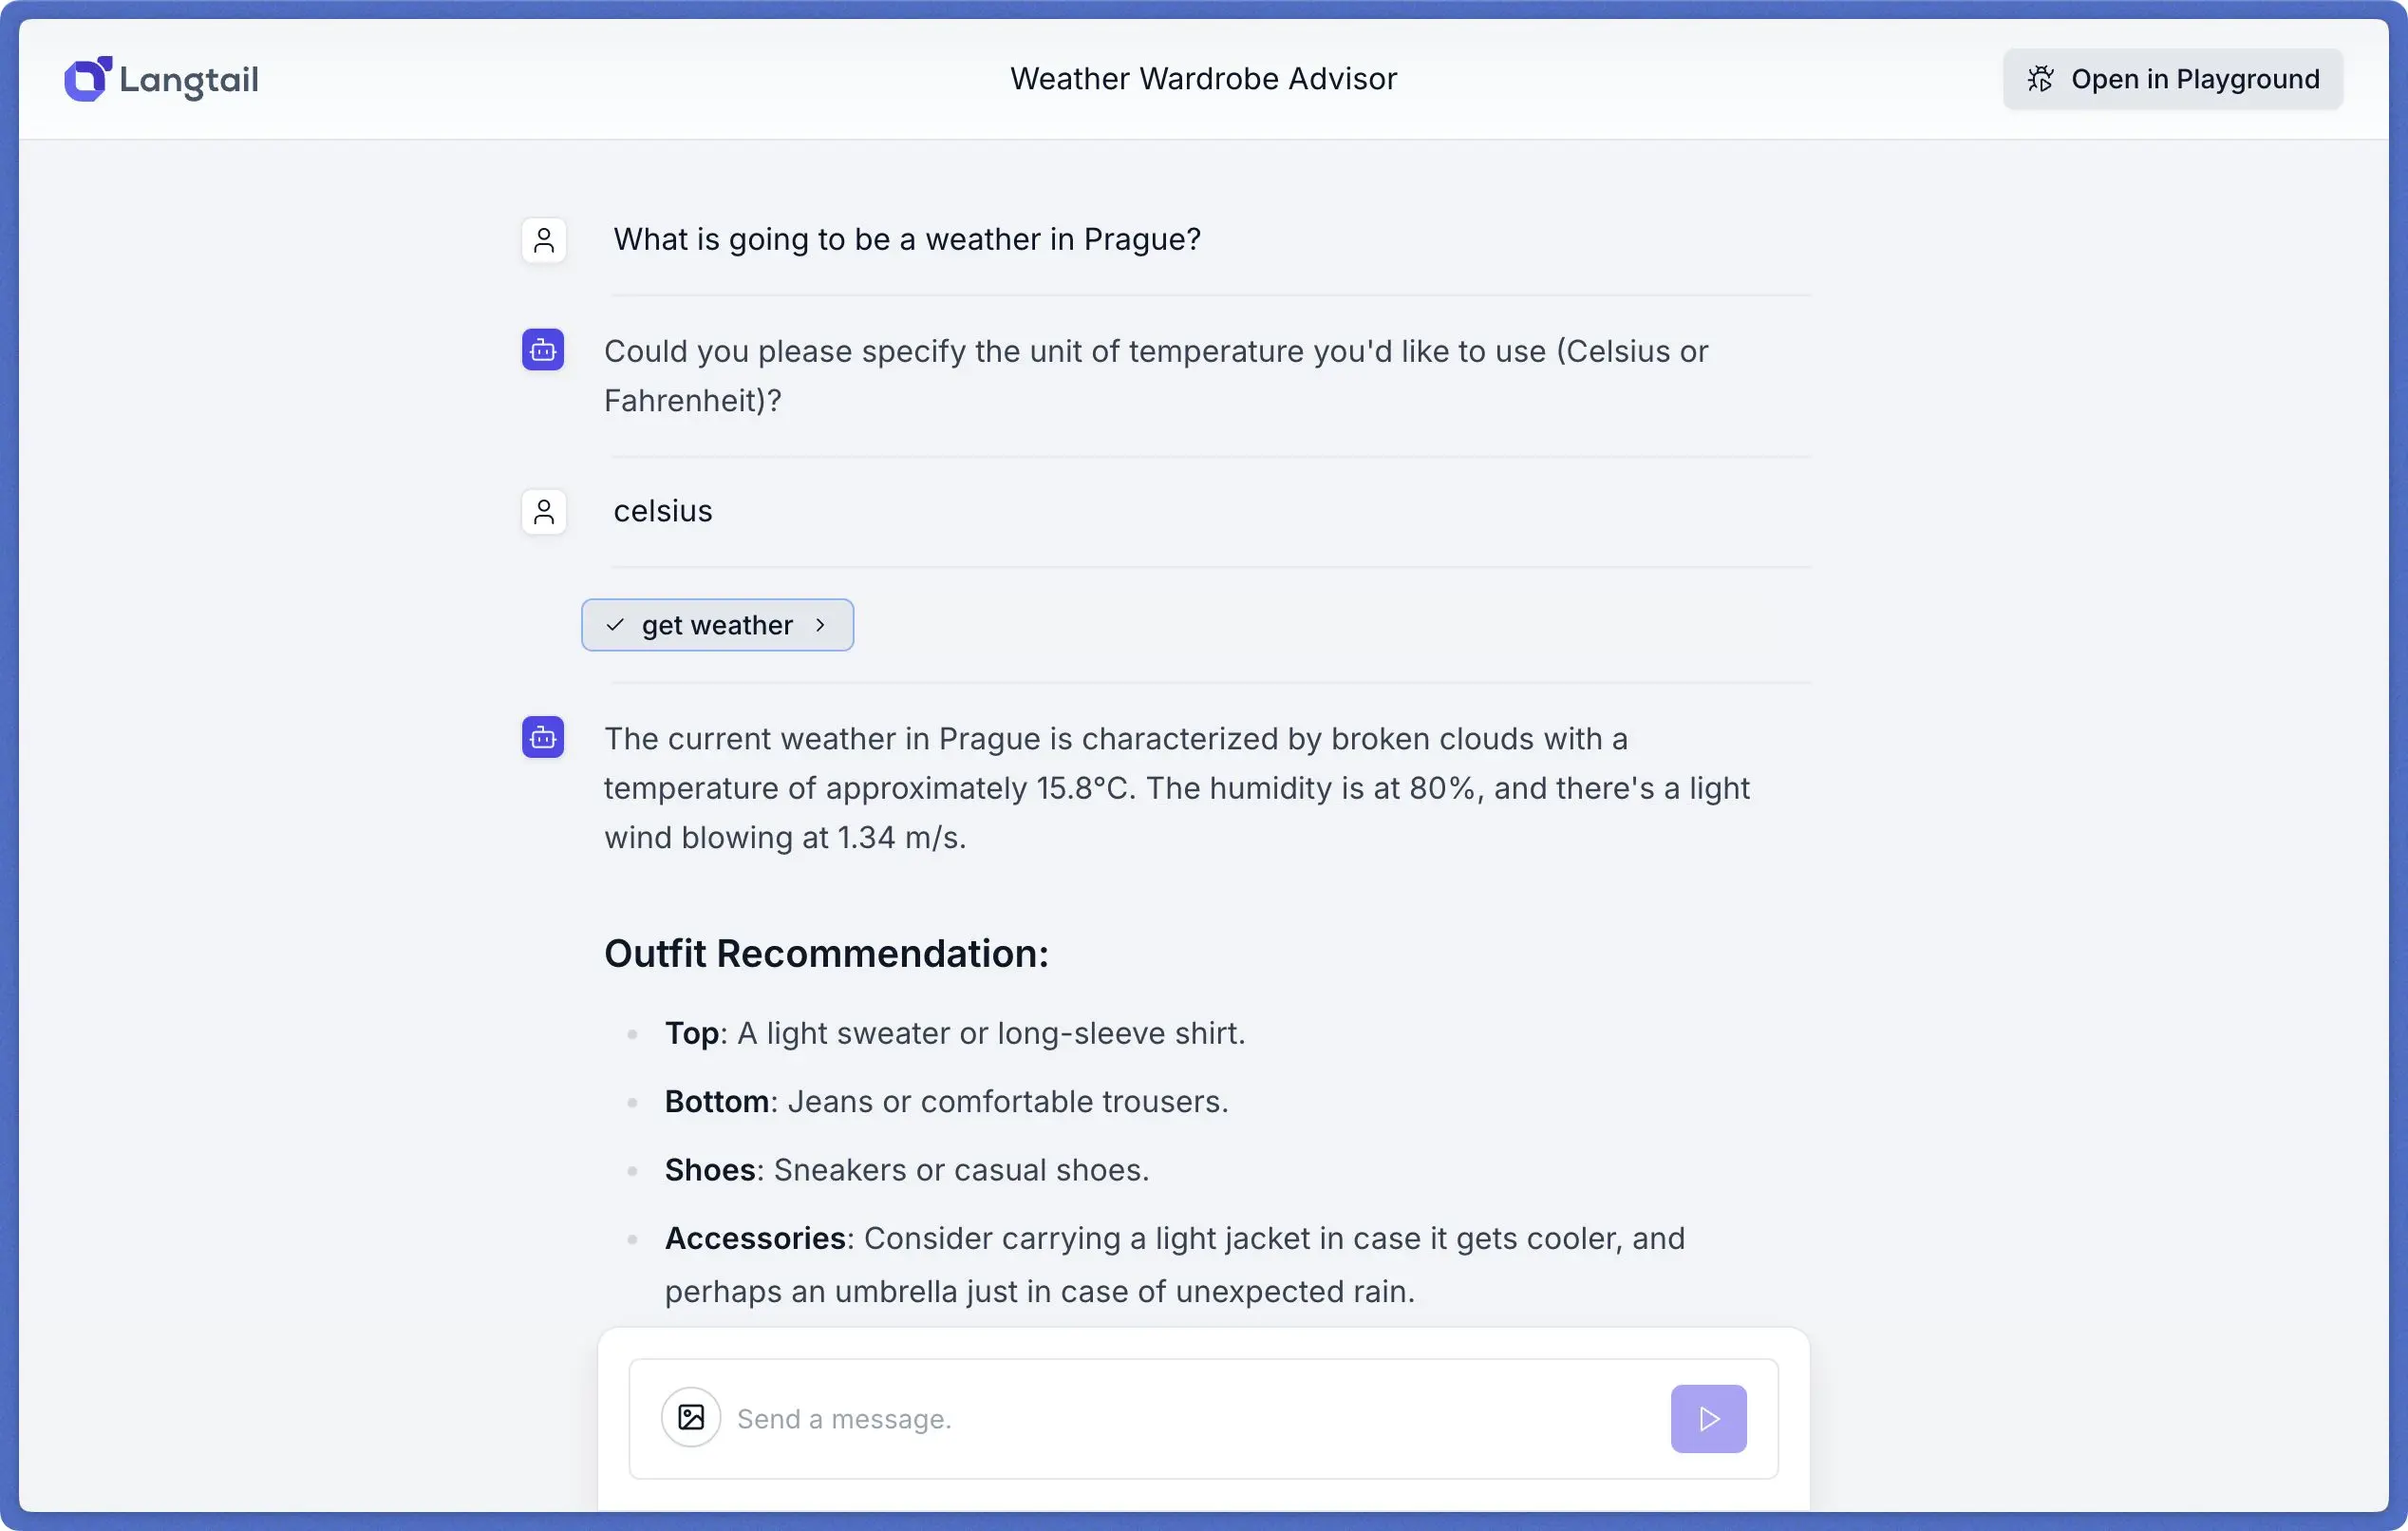 Langtail
Weather Wardrobe Advisor
Open in Playground
What is going to be a weather in Prague?
Could you please specify the unit of temperature you'd like to use (Celsius or
Fahrenheit)?
celsius
get weather
The current weather in Prague is characterized by broken clouds with a
temperature of approximately 15.8°C. The humidity is at 80%, and there's a light
wind blowing at 1.34 m/s.
Outfit Recommendation:
Top: A light sweater or long-sleeve shirt.
Bottom: Jeans or comfortable trousers.
Shoes: Sneakers or casual shoes.
Accessories: Consider carrying a light jacket in case it gets cooler, and
perhaps an umbrella just in case of unexpected rain.
Send a message.